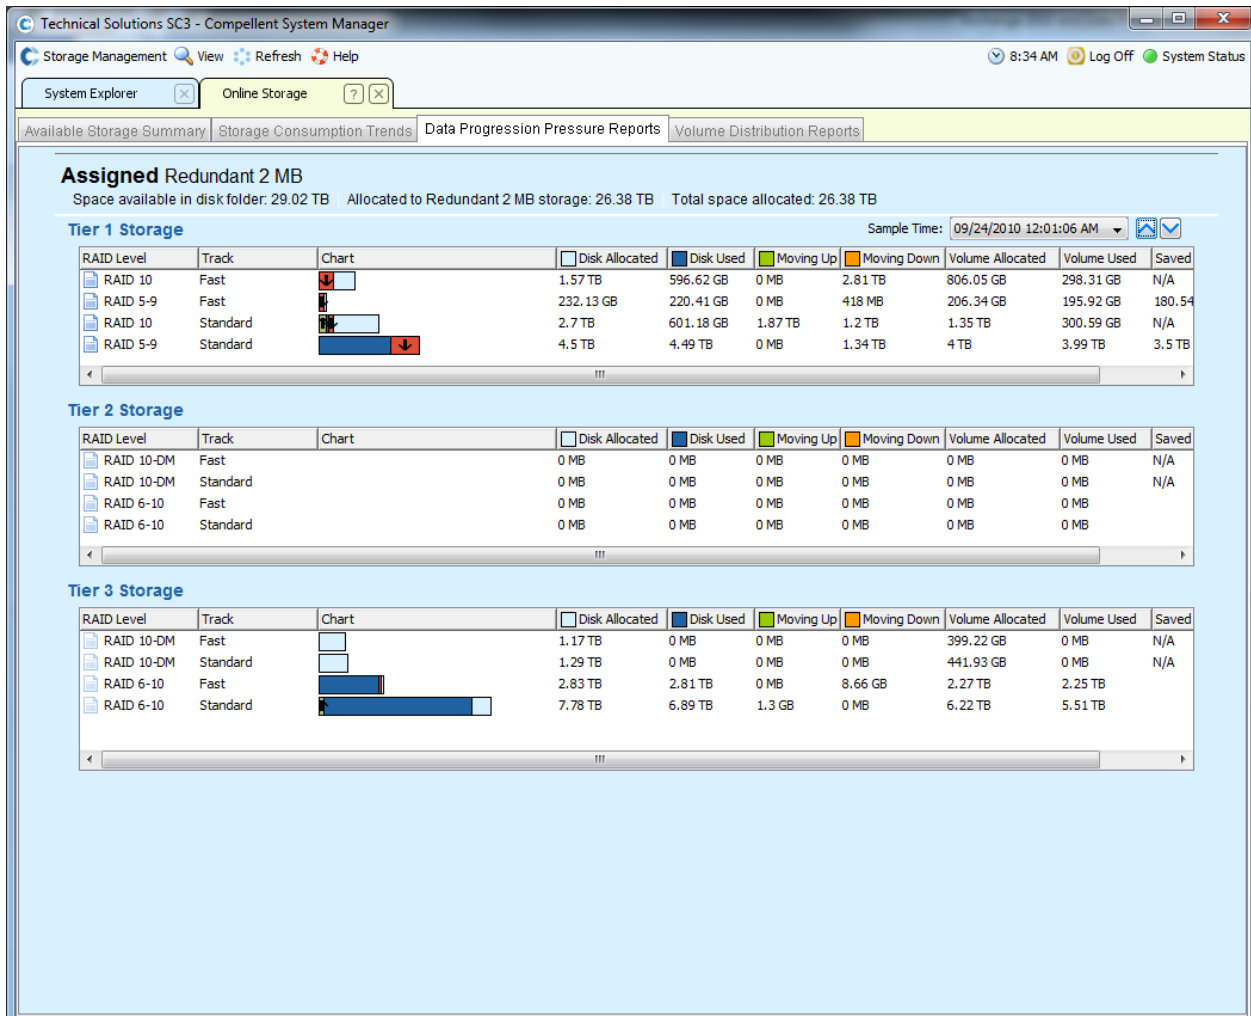 Technical Solutions SC3 - Compellent System Manager
Storage Management View Refresh Help 8:34 AM Log Off System Status
System Explorer Online Storage
Available Storage Summary Storage Consumption Trends Data Progression Pressure Reports Volume Distribution Reports
Assigned Redundant 2 MB
Space available in disk folder: 29.02 TB Allocated to Redundant 2 MB storage: 26.38 TB Total space allocated: 26.38 TB
Tier 1 Storage Sample Time: 09/24/2010 12:01:06 AM
RAID Level Track Chart Disk Allocated Disk Used Moving Up Moving Down Volume Allocated Volume Used Saved
RAID 10 Fast 1.57 TB 596.62 GB 0 MB 2.81 TB 806.05 GB 298.31 GB N/A
RAID 5-9 Fast 232.13 GB 220.41 GB 0 MB 418 MB 206.34 GB 195.92 GB 180.54
RAID 10 Standard 2.7 TB 601.18 GB 1.87 TB 1.2 TB 1.35 TB 300.59 GB N/A
RAID 5-9 Standard 4.5 TB 4.49 TB 0 MB 1.34 TB 4 TB 3.99 TB 3.5 TB
Tier 2 Storage
RAID Level Track Chart Disk Allocated Disk Used Moving Up Moving Down Volume Allocated Volume Used Saved
RAID 10-DM Fast 0 MB 0 MB 0 MB 0 MB 0 MB 0 MB N/A
RAID 10-DM Standard 0 MB 0 MB 0 MB 0 MB 0 MB 0 MB N/A
RAID 6-10 Fast 0 MB 0 MB 0 MB 0 MB 0 MB 0 MB
RAID 6-10 Standard 0 MB 0 MB 0 MB 0 MB 0 MB 0 MB
Tier 3 Storage
RAID Level Track Chart Disk Allocated Disk Used Moving Up Moving Down Volume Allocated Volume Used Saved
RAID 10-DM Fast 1.17 TB 0 MB 0 MB 0 MB 399.22 GB 0 MB N/A
RAID 10-DM Standard 1.29 TB 0 MB 0 MB 0 MB 441.93 GB 0 MB N/A
RAID 6-10 Fast 2.83 TB 2.81 TB 0 MB 8.66 GB 2.27 TB 2.25 TB
RAID 6-10 Standard 7.78 TB 6.89 TB 1.3 GB 0 MB 6.22 TB 5.51 TB